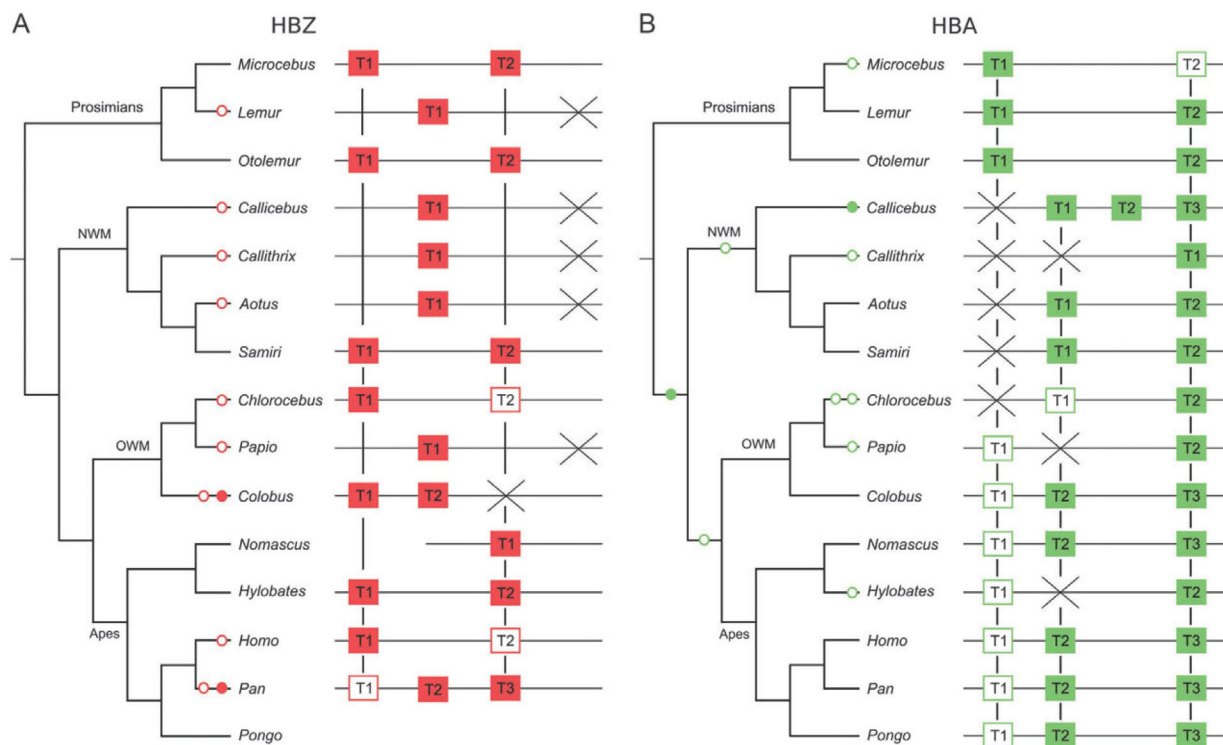 A HBZ
Microcebus T1 T2
Prosimians
Lemur T1
Otolemur T1 T2
Callicebus T1
NWM
Callithrix T1
Aotus T1
Samiri T1 T2
Chlorocebus T1 T2
OWM
Papio T1
Colobus T1 T2
Nomascus T1
Hylobates T1 T2
Apes
Homo T1 T2
Pan T1 T2 T3
Pongo
B HBA
Microcebus T1 T2
Prosimians
Lemur T1 T2
Otolemur T1 T2
Callicebus T1 T2 T3
NWM
Callithrix T1
Aotus T1 T2
Samiri T1 T2
Chlorocebus T1 T2
OWM
Papio T1 T2
Colobus T1 T2 T3
Nomascus T1 T2 T3
Hylobates T1 T2
Apes
Homo T1 T2 T3
Pan T1 T2 T3
Pongo T1 T2 T3